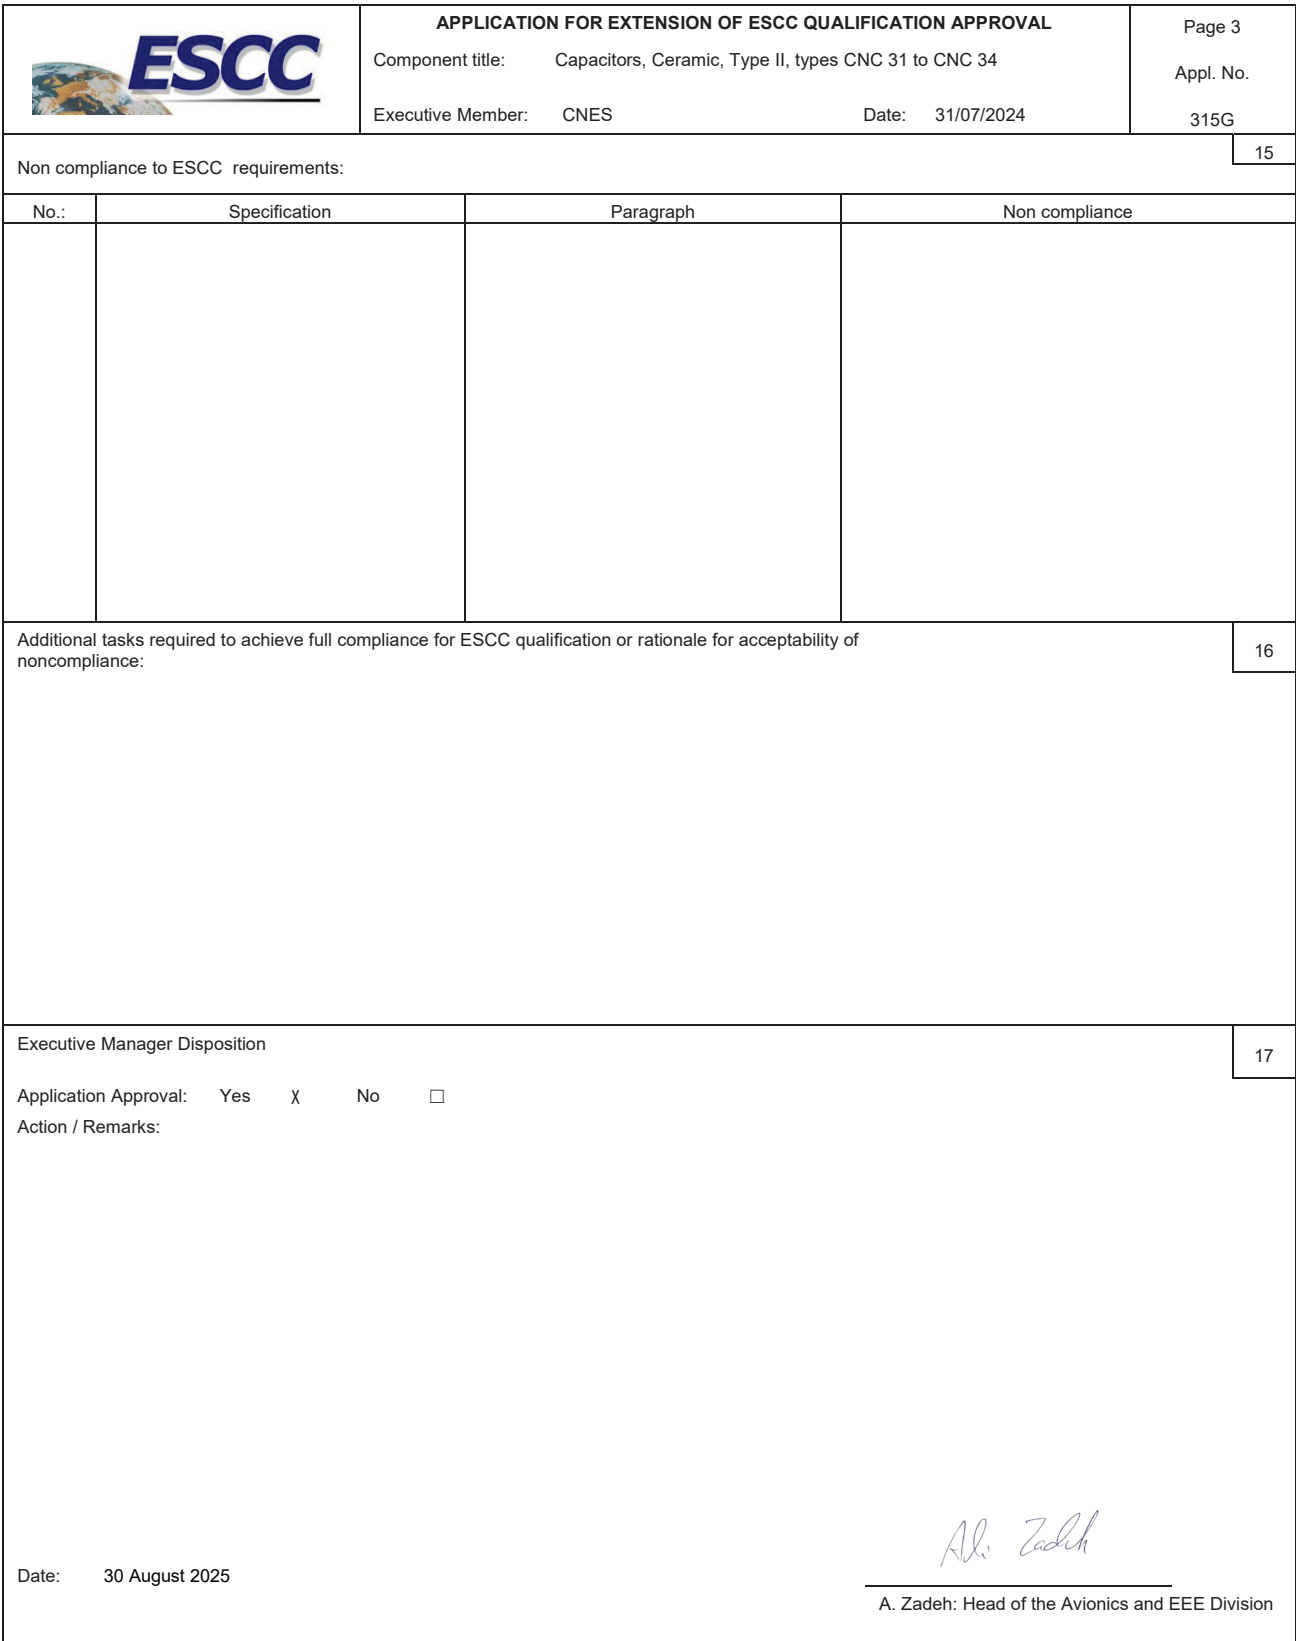 ESCC
APPLICATION FOR EXTENSION OF ESCC QUALIFICATION APPROVAL
Component title: Capacitors, Ceramic, Type II, types CNC 31 to CNC 34
Executive Member: CNES Date: 31/07/2024
Page 3
Appl. No.
315G
Non compliance to ESCC requirements:
15
No.: Specification Paragraph Non compliance
Additional tasks required to achieve full compliance for ESCC qualification or rationale for acceptability of
noncompliance:
16
Executive Manager Disposition
17
Application Approval: Yes X No ☐
Action / Remarks:
Ali Zadeh
Date: 30 August 2025
A. Zadeh: Head of the Avionics and EEE Division